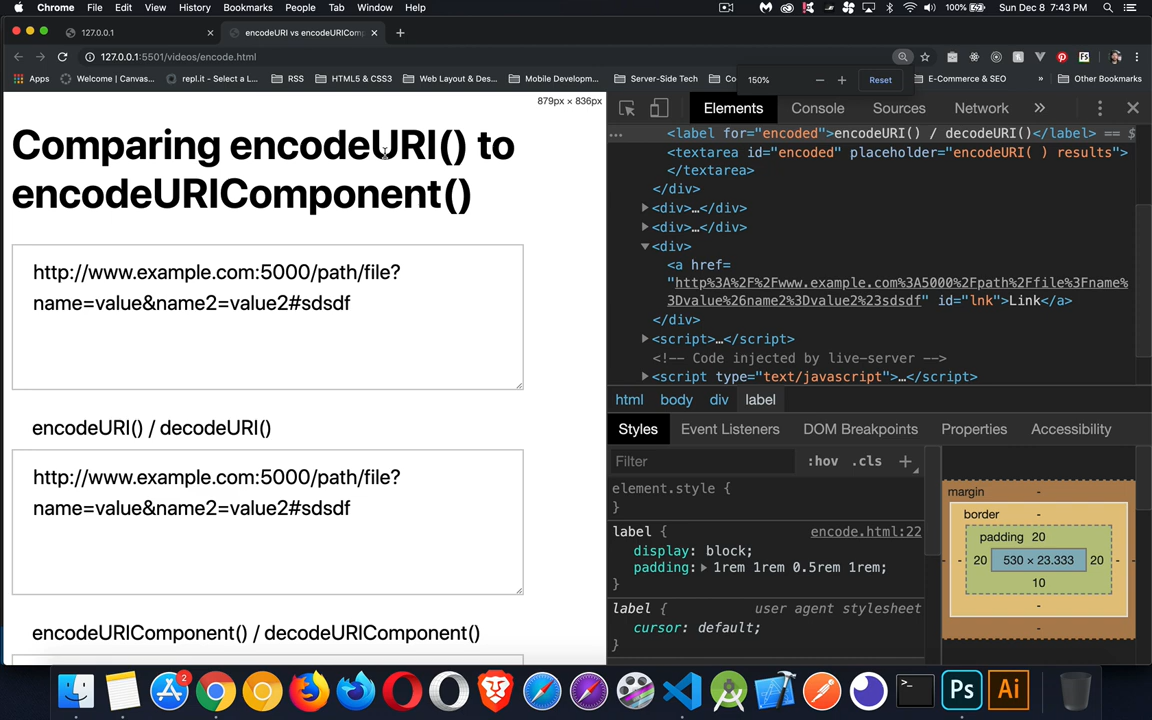 Chrome File Edit View History Bookmarks People Tab Window Help 100% Sun Dec 8 7:43 PM
127.0.0.1 encodeURI vs encodeURIComp
127.0.0.1:5501/videos/encode.html
Apps Welcome | Canvas... repl.it - Select a L... RSS HTML5 & CSS3 Web Layout & Des... Mobile Developm... Server-Side Tech Co E-Commerce & SEO » Other Bookmarks
150% Reset
879px × 836px
Comparing encodeURI() to
encodeURIComponent()
http://www.example.com:5000/path/file?
name=value&name2=value2#sdsdf
encodeURI() / decodeURI()
http://www.example.com:5000/path/file?
name=value&name2=value2#sdsdf
encodeURIComponent() / decodeURIComponent()
Elements Console Sources Network »
... <label for="encoded">encodeURI() / decodeURI()</label> == $
<textarea id="encoded" placeholder="encodeURI( ) results">
</textarea>
</div>
<div>…</div>
<div>…</div>
<div>
<a href=
"http%3A%2F%2Fwww.example.com%3A5000%2Fpath%2Ffile%3Fname%
3Dvalue%26name2%3Dvalue2%23sdsdf" id="lnk">Link</a>
</div>
<script>…</script>
<!-- Code injected by live-server -->
<script type="text/javascript">…</script>
html body div label
Styles Event Listeners DOM Breakpoints Properties Accessibility
Filter :hov .cls +
element.style {
}
label { encode.html:22
display: block;
padding: 1rem 1rem 0.5rem 1rem;
}
label { user agent stylesheet
cursor: default;
}
margin -
border -
padding 20
- 20 530 × 23.333 20 -
10
-
-
2 >_ Ps Ai